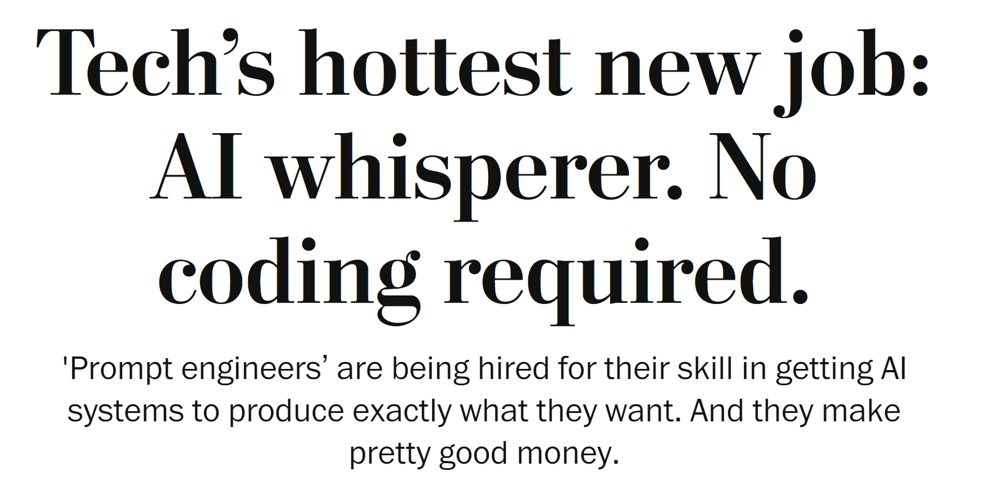 Tech’s hottest new job:
AI whisperer. No
coding required.
'Prompt engineers’ are being hired for their skill in getting AI
systems to produce exactly what they want. And they make
pretty good money.